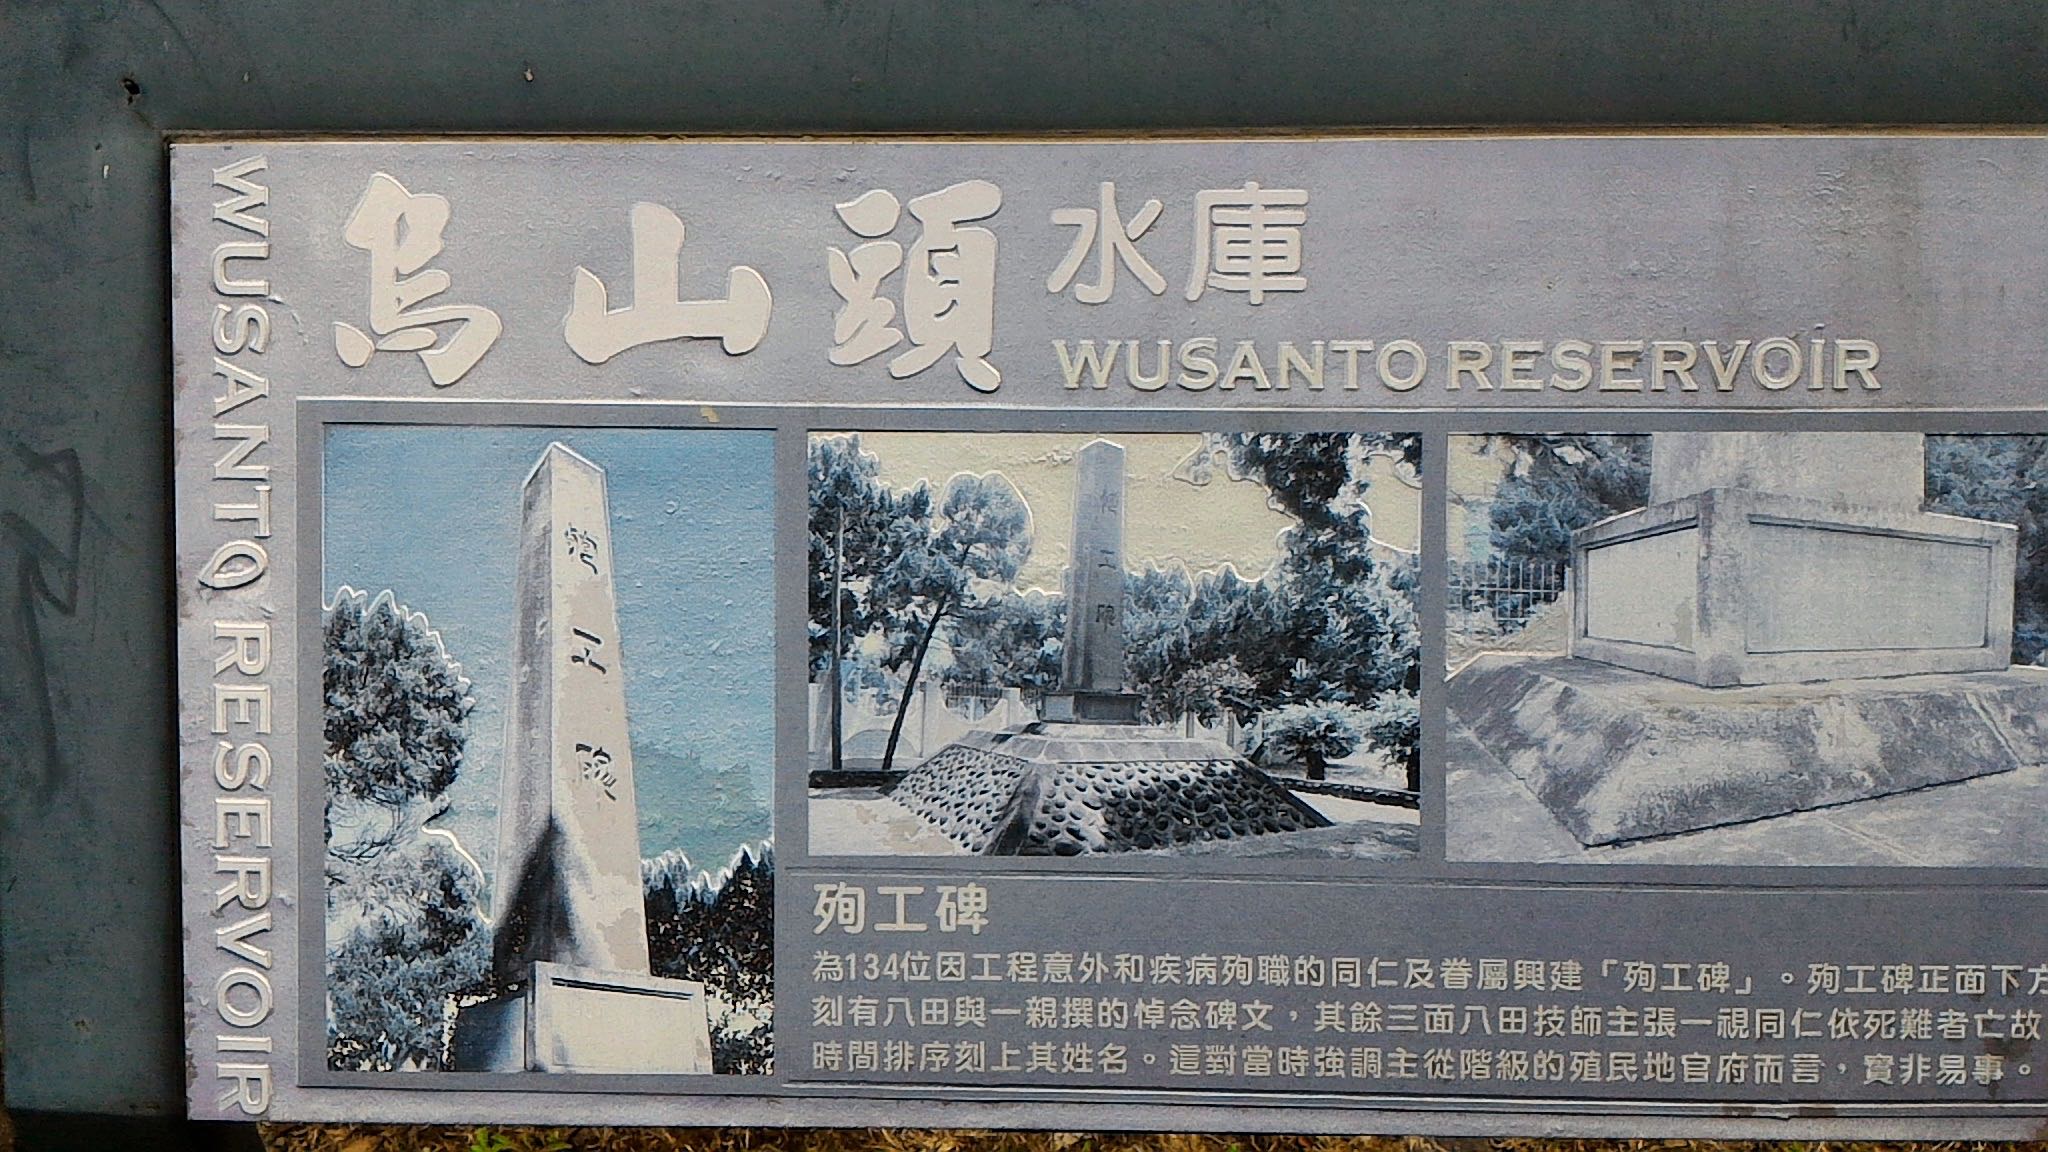 WUSANTO RESERVOIR
烏山頭 水庫
WUSANTO RESERVOIR
殉工碑
殉工碑
為134位因工程意外和疾病殉職的同仁及眷屬興建「殉工碑」。殉工碑正面下方
刻有八田與一親撰的悼念碑文，其餘三面八田技師主張一視同仁依死難者亡故
時間排序刻上其姓名。這對當時強調主從階級的殖民地官府而言，實非易事。